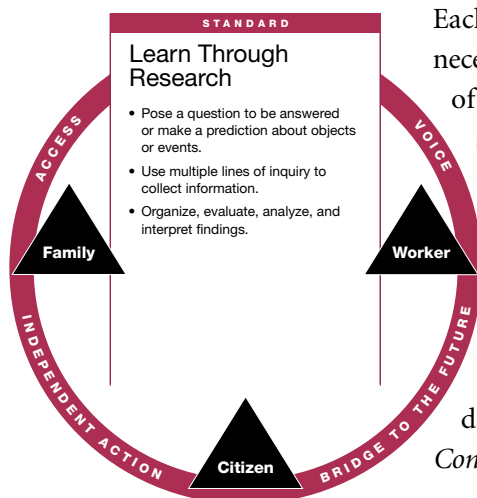 STANDARD
Learn Through
Research
• Pose a question to be answered
or make a prediction about objects
or events.
• Use multiple lines of inquiry to
collect information.
• Organize, evaluate, analyze, and
interpret findings.
ACCESS
VOICE
Family
Worker
INDEPENDENT ACTION
BRIDGE TO THE FUTURE
Citizen
of